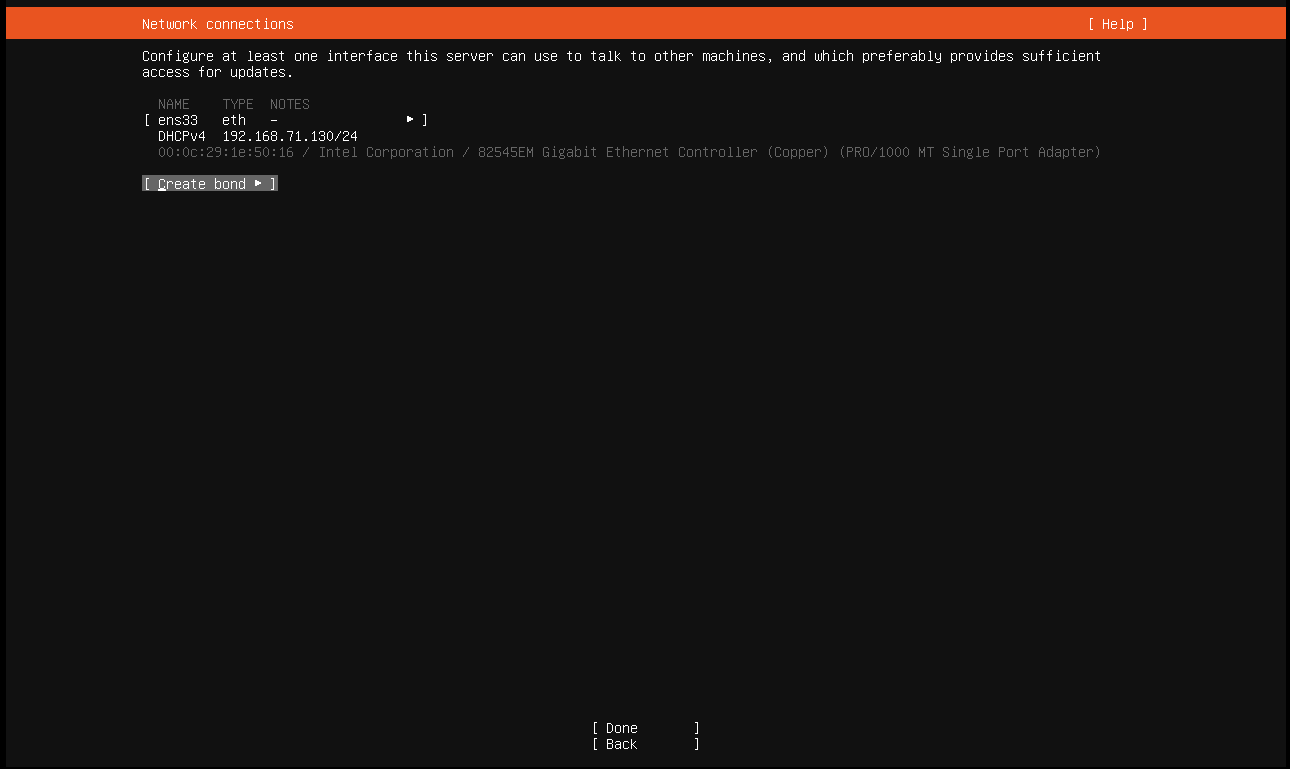 Network connections [ Help ]
Configure at least one interface this server can use to talk to other machines, and which preferably provides sufficient
access for updates.
NAME TYPE NOTES
[ ens33 eth – ▸ ]
DHCPv4 192.168.71.130/24
00:0c:29:1e:50:16 / Intel Corporation / 82545EM Gigabit Ethernet Controller (Copper) (PRO/1000 MT Single Port Adapter)
[ Create bond ▸ ]
[ Done ]
[ Back ]